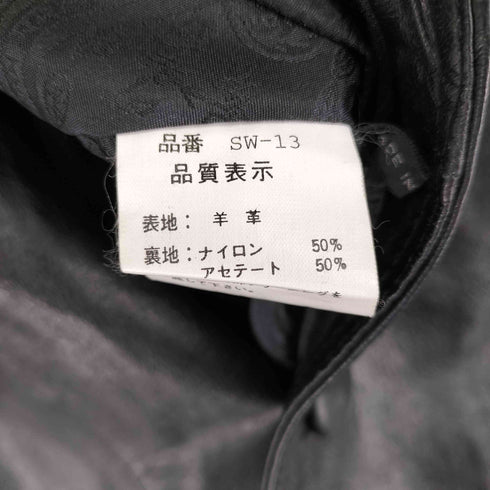 品番 SW-13
品質表示
表地: 羊革
裏地: ナイロン 50%
アセテート 50%